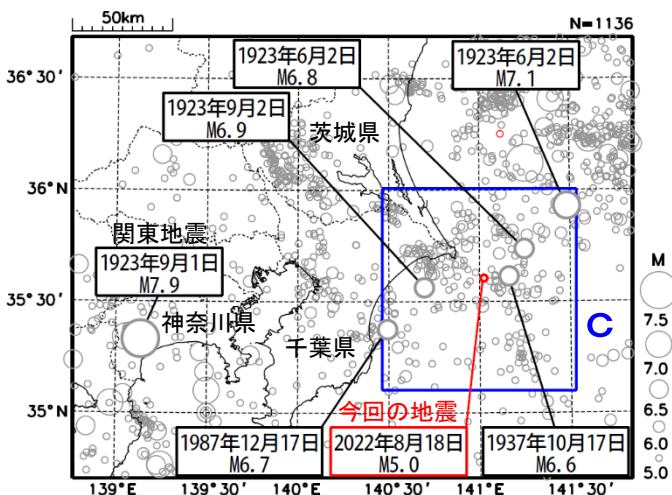 50km
N=1136
1923年6月2日
M6.8
1923年6月2日
M7.1
1923年9月2日
M6.9
茨城県
36°30′
36°N
35°30′
35°N
関東地震
1923年9月1日
M7.9
神奈川県
千葉県
C
今回の地震
1987年12月17日
M6.7
2022年8月18日
M5.0
1937年10月17日
M6.6
139°E
139°30′
140°E
140°30′
141°E
141°30′
M
7.5
7.0
6.5
6.0
5.0